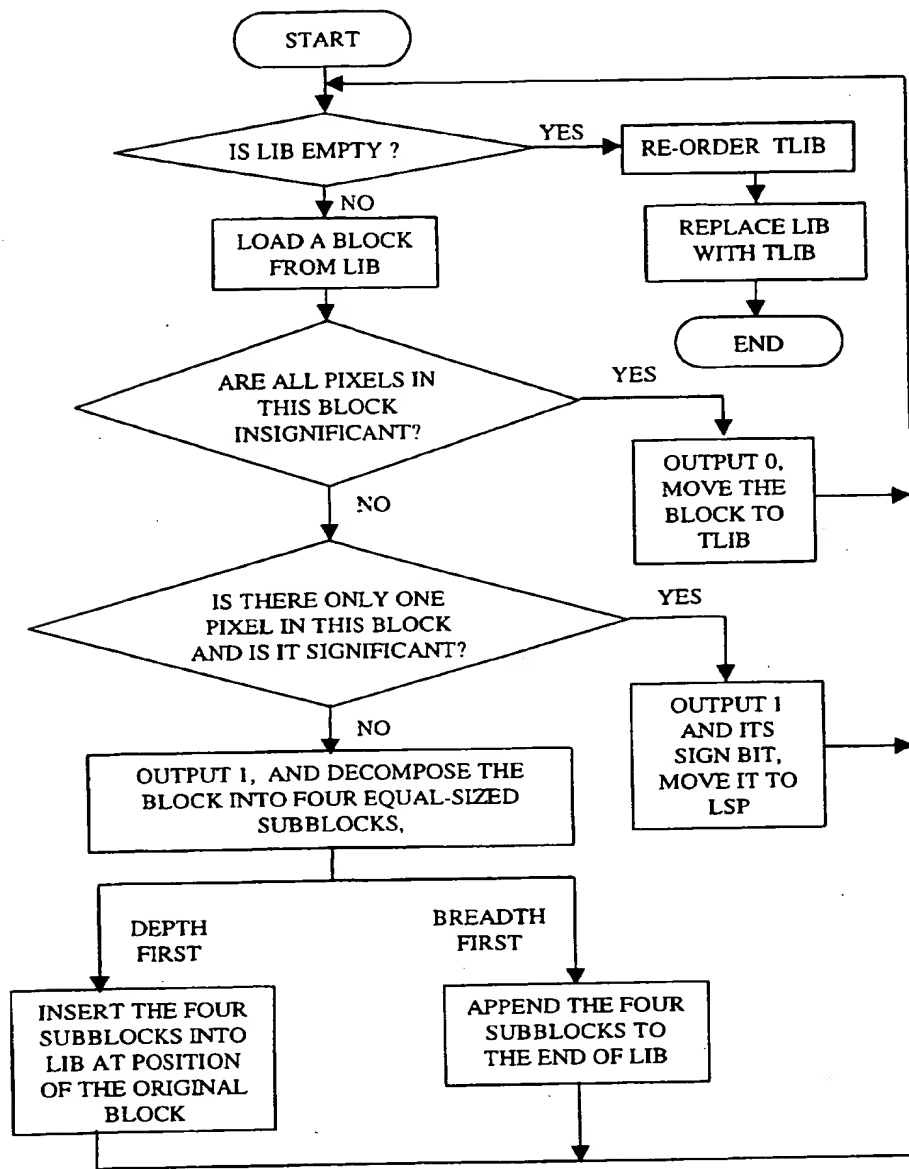 START
IS LIB EMPTY ?
YES
RE-ORDER TLIB
NO
REPLACE LIB
WITH TLIB
LOAD A BLOCK
FROM LIB
END
ARE ALL PIXELS IN
THIS BLOCK
INSIGNIFICANT?
YES
OUTPUT 0,
MOVE THE
BLOCK TO
TLIB
NO
IS THERE ONLY ONE
PIXEL IN THIS BLOCK
AND IS IT SIGNIFICANT?
YES
OUTPUT 1
AND ITS
SIGN BIT,
MOVE IT TO
LSP
NO
OUTPUT 1, AND DECOMPOSE THE
BLOCK INTO FOUR EQUAL-SIZED
SUBBLOCKS,
DEPTH
FIRST
BREADTH
FIRST
INSERT THE FOUR
SUBBLOCKS INTO
LIB AT POSITION
OF THE ORIGINAL
BLOCK
APPEND THE FOUR
SUBBLOCKS TO
THE END OF LIB